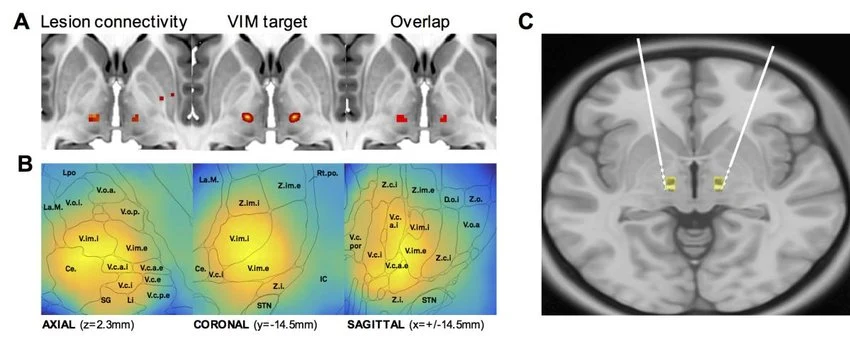 A
Lesion connectivity
VIM target
Overlap
C
B
Lpo
V.o.a.
La.M.
V.o.i.
V.o.p.
V.im.i
V.im.e
Ce.
V.c.a.i
V.c.a.e
V.c.i
V.c.e
V.c.p.e
SG
Li
La.M.
Z.im.e
Rt.po.
Z.im.i
V.im.i
V.im.e
Ce.
V.c.i
Z.i.
IC
STN
Z.c.i
Z.im.e
D.o.i
Z.o.
V.c.
a.i
V.im.i
V.o.a
V.c.
por
V.c.i
V.im.e
Z.c.i
V.c.a.e
Z.i.
STN
AXIAL (z=2.3mm)
CORONAL (y=-14.5mm)
SAGITTAL (x=+/-14.5mm)